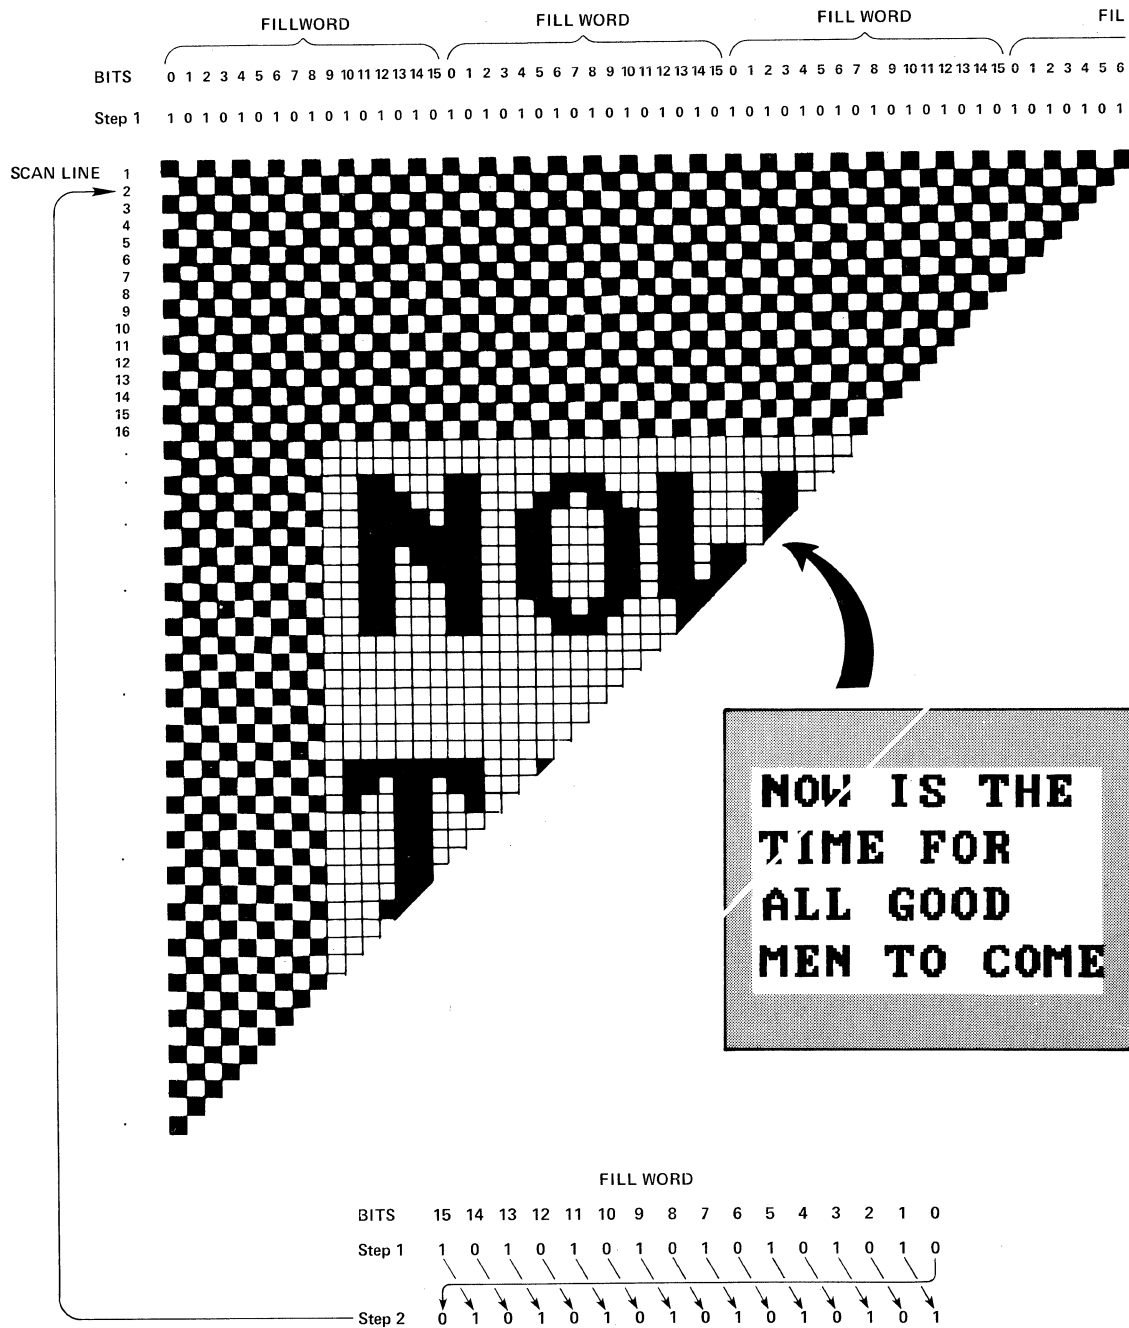 FILLWORD FILL WORD FILL WORD FIL
BITS 0 1 2 3 4 5 6 7 8 9 10 11 12 13 14 15 0 1 2 3 4 5 6 7 8 9 10 11 12 13 14 15 0 1 2 3 4 5 6 7 8 9 10 11 12 13 14 15 0 1 2 3 4 5 6
Step 1 1 0 1 0 1 0 1 0 1 0 1 0 1 0 1 0 1 0 1 0 1 0 1 0 1 0 1 0 1 0 1 0 1 0 1 0 1 0 1 0 1 0 1 0 1 0 1 0 1 0 1 0 1 0 1
SCAN LINE 1
2
3
4
5
6
7
8
9
10
11
12
13
14
15
16
NOW
T
NOW IS THE
TIME FOR
ALL GOOD
MEN TO COME
FILL WORD
BITS 15 14 13 12 11 10 9 8 7 6 5 4 3 2 1 0
Step 1 1 0 1 0 1 0 1 0 1 0 1 0 1 0 1 0
Step 2 0 1 0 1 0 1 0 1 0 1 0 1 0 1 0 1